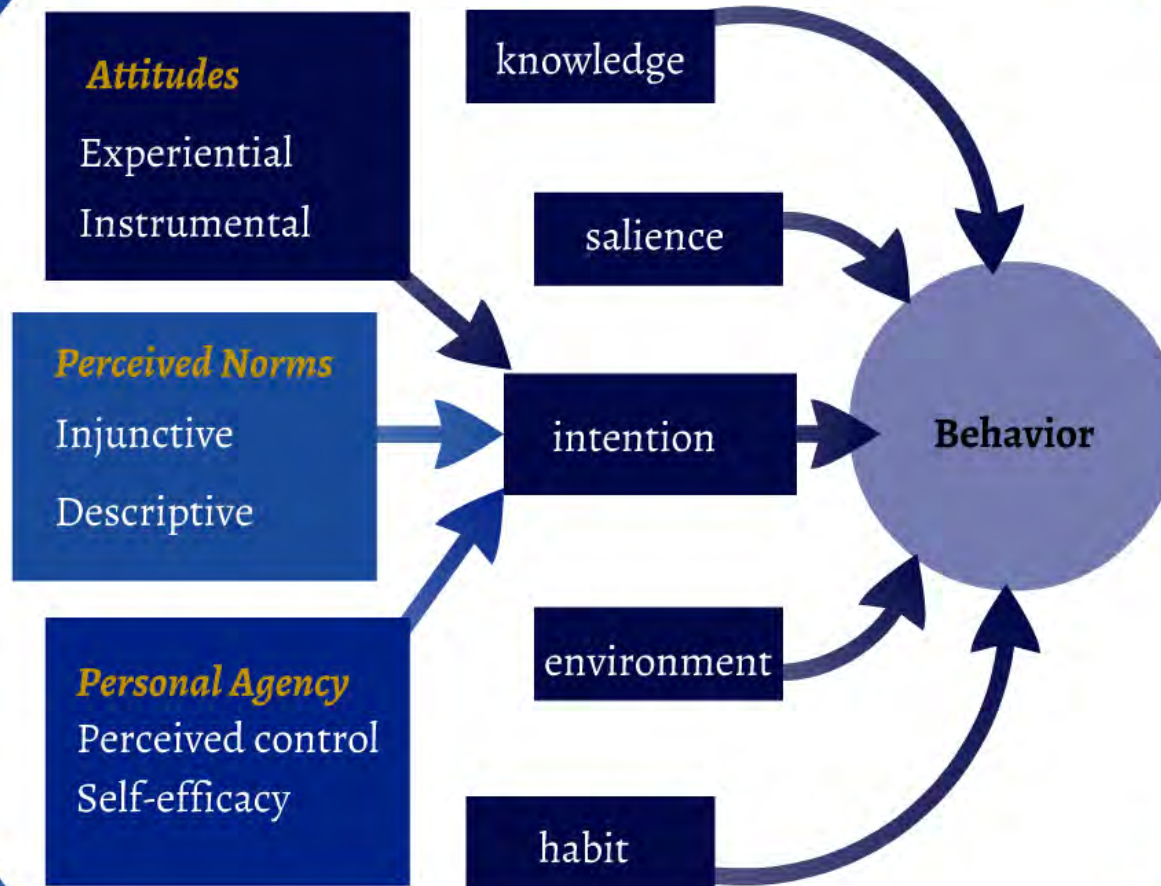 Attitudes
Experiential
Instrumental
Perceived Norms
Injunctive
Descriptive
Personal Agency
Perceived control
Self-efficacy
knowledge
salience
intention
environment
habit
Behavior